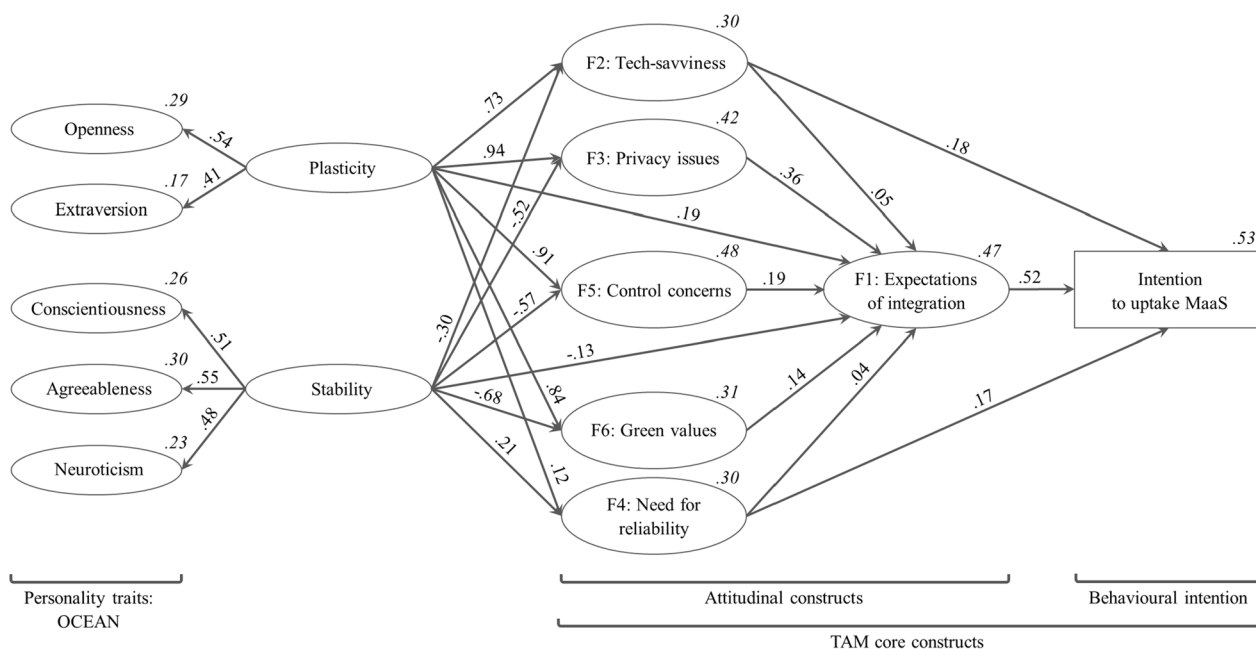 .30
F2: Tech-savviness
.29
Openness
.54
.73
.42
F3: Privacy issues
.18
.94
Plasticity
.17
Extraversion
.41
.36
.05
-.52
.19
.53
.91
.48
.47
.26
Conscientiousness
F5: Control concerns
.19
F1: Expectations
of integration
.52
Intention
to uptake MaaS
-.57
.51
-.30
-.13
.30
Agreeableness
.55
Stability
.04
-.68
.84
.31
.14
.17
.48
.23
Neuroticism
.21
F6: Green values
.12
.30
F4: Need for
reliability
Personality traits:
OCEAN
Attitudinal constructs
Behavioural intention
TAM core constructs